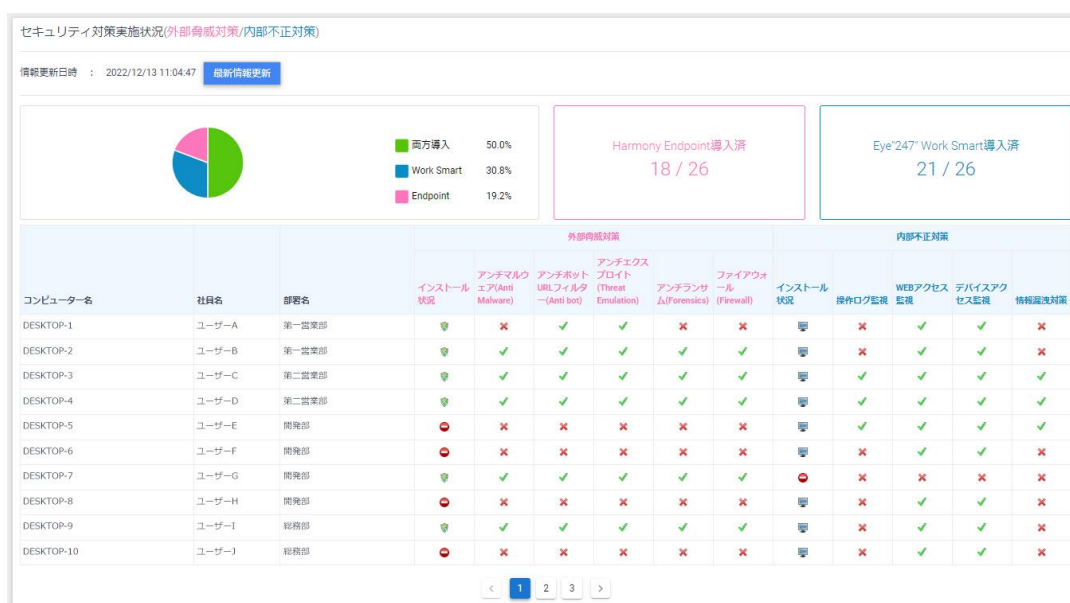 セキュリティ対策実施状況(外部脅威対策/内部不正対策)
情報更新日時 : 2022/12/13 11:04:47 最新情報更新
両方導入 50.0%
Work Smart 30.8%
Endpoint 19.2%
Harmony Endpoint導入済
18 / 26
Eye"247" Work Smart導入済
21 / 26
外部脅威対策 内部不正対策
コンピューター名 社員名 部署名
インストール
状況
アンチマルウ
ェア(Anti
Malware)
アンチボット
URLフィルタ
ー(Anti bot)
アンチエクス
プロイト
(Threat
Emulation)
アンチランサ
ム(Forensics)
ファイアウォ
ール
(Firewall)
インストール
状況
操作ログ監視
WEBアクセス
監視
デバイスアク
セス監視
情報漏洩対策
DESKTOP-1 ユーザーA 第一営業部
DESKTOP-2 ユーザーB 第一営業部
DESKTOP-3 ユーザーC 第二営業部
DESKTOP-4 ユーザーD 第二営業部
DESKTOP-5 ユーザーE 開発部
DESKTOP-6 ユーザーF 開発部
DESKTOP-7 ユーザーG 開発部
DESKTOP-8 ユーザーH 開発部
DESKTOP-9 ユーザーI 総務部
DESKTOP-10 ユーザーJ 総務部
< 1 2 3 >